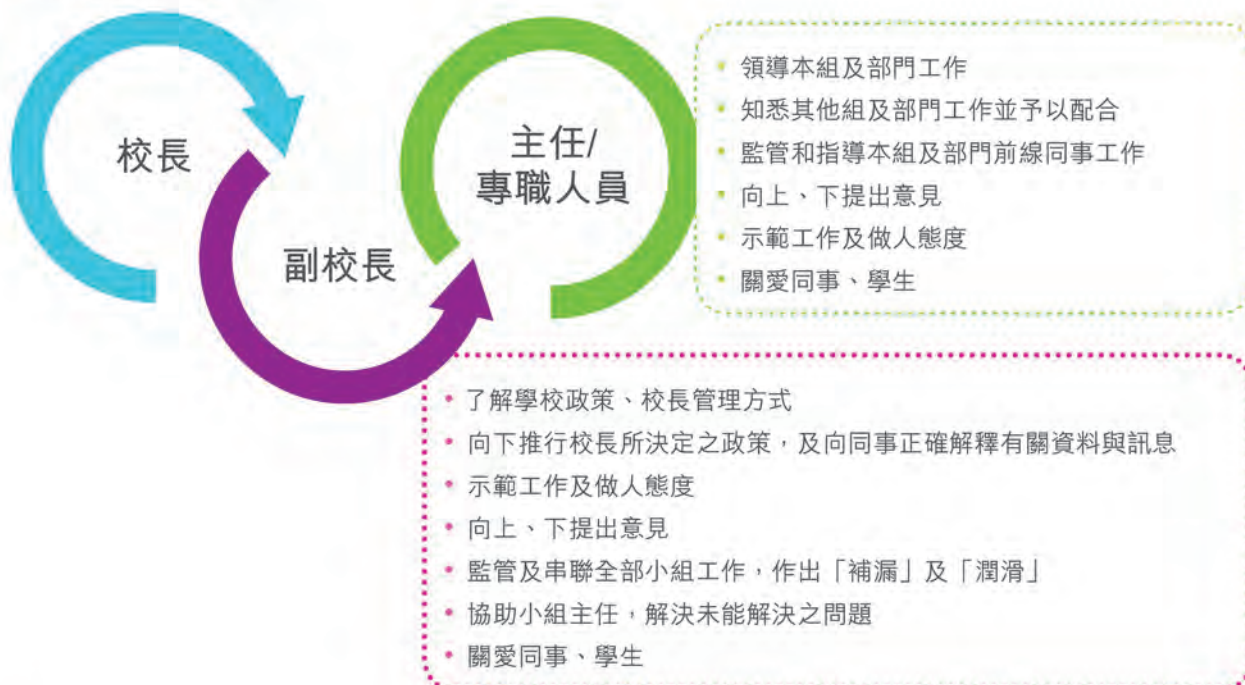 校長
副校長
主任/
專職人員
• 領導本組及部門工作
• 知悉其他組及部門工作並予以配合
• 監管和指導本組及部門前線同事工作
• 向上、下提出意見
• 示範工作及做人態度
• 關愛同事、學生
• 了解學校政策、校長管理方式
• 向下推行校長所決定之政策，及向同事正確解釋有關資料與訊息
• 示範工作及做人態度
• 向上、下提出意見
• 監管及串聯全部小組工作，作出「補漏」及「潤滑」
• 協助小組主任，解決未能解決之問題
• 關愛同事、學生